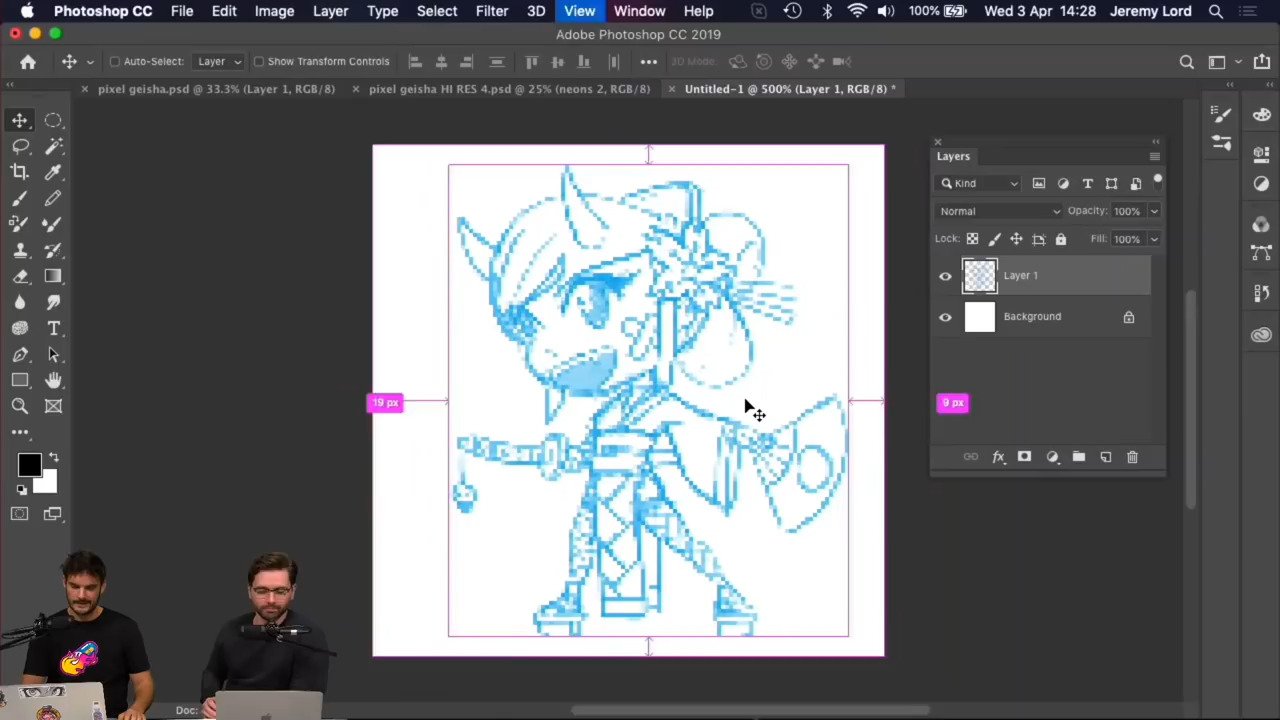 Photoshop CC File Edit Image Layer Type Select Filter 3D View Window Help 100% Wed 3 Apr 14:28 Jeremy Lord
Adobe Photoshop CC 2019
Auto-Select: Layer Show Transform Controls 3D Mode:
pixel geisha.psd @ 33.3% (Layer 1, RGB/8) pixel geisha HI RES 4.psd @ 25% (neons 2, RGB/8) Untitled-1 @ 500% (Layer 1, RGB/8) *
Layers
Kind
Normal Opacity: 100%
Lock: Fill: 100%
Layer 1
Background
19 px
9 px
Doc: